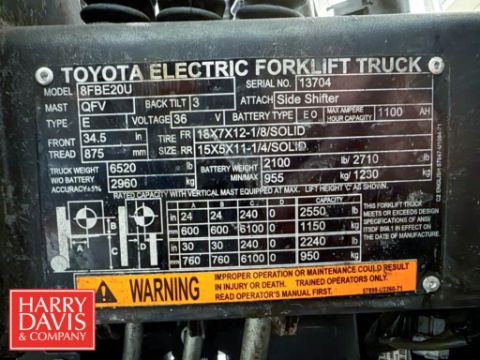 TOYOTA ELECTRIC FORKLIFT TRUCK
MODEL 8FBE20U SERIAL NO. 13704
MAST QFV BACK TILT 3 ATTACH Side Shifter
TYPE E VOLTAGE 36 V BATTERY TYPE EO MAX AMPERE HOUR CAPACITY 1100 AH
FRONT 34.5 in TIRE FR 18X7X12-1/8/SOLID
TREAD 875 mm SIZE RR 15X5X11-1/4/SOLID
TRUCK WEIGHT 6520 lb BATTERY WEIGHT 2100 lb 2710
W/O BATTERY ACCURACY±5% 2960 kg MIN/MAX 955 kg 1230
RATED CAPACITY WITH VERTICAL MAST EQUIPPED AT MAX. LIFT HEIGHT 'C' AS SHOWN.
A B C D
in 24 24 240 0 2550 lb
mm 600 600 6100 0 1150 kg
in 30 30 240 0 2240 lb
mm 760 760 6100 0 950 kg
THIS FORKLIFT TRUCK
MEETS OR EXCEEDS
SPECIFICATIONS OF ANSI
ITSDF B56.1 IN EFFECT ON
THE DATE OF MANUFACTURE.
WARNING
IMPROPER OPERATION OR MAINTENANCE COULD RESULT
IN INJURY OR DEATH. TRAINED OPERATORS ONLY.
UNDERSTAND OPERATOR'S MANUAL FIRST.
HARRY
DAVIS
& COMPANY